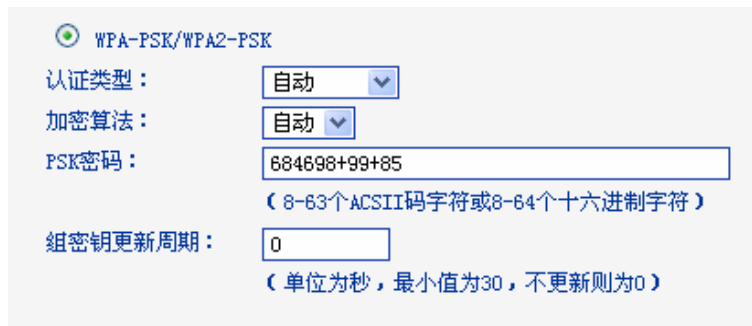 WPA-PSK/WPA2-PSK
认证类型： 自动
加密算法： 自动
PSK密码： 684698+99+85
（8-63个ACSII码字符或8-64个十六进制字符）
组密钥更新周期： 0
（单位为秒，最小值为30，不更新则为0）